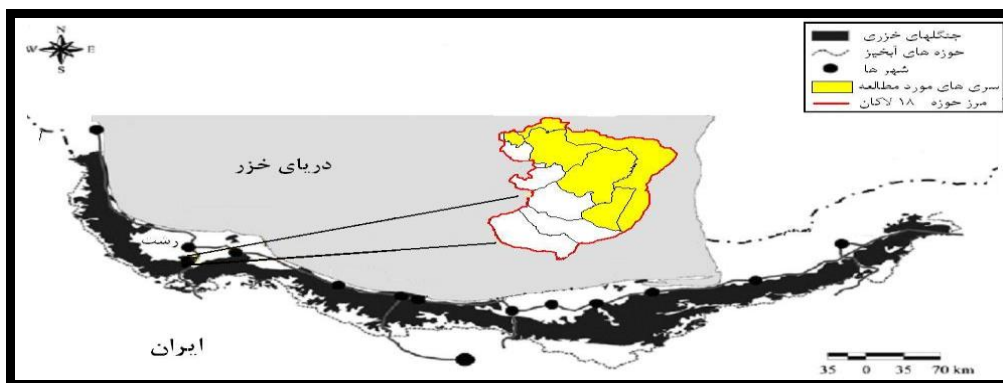 N
W E
S
جنگلهای خزری
حوزه های آبخیز
شهر ها
سری های مورد مطالعه
مرز حوزه ۱۸ لاکان
دریای خزر
رشت
ایران
35 0 35 70 km